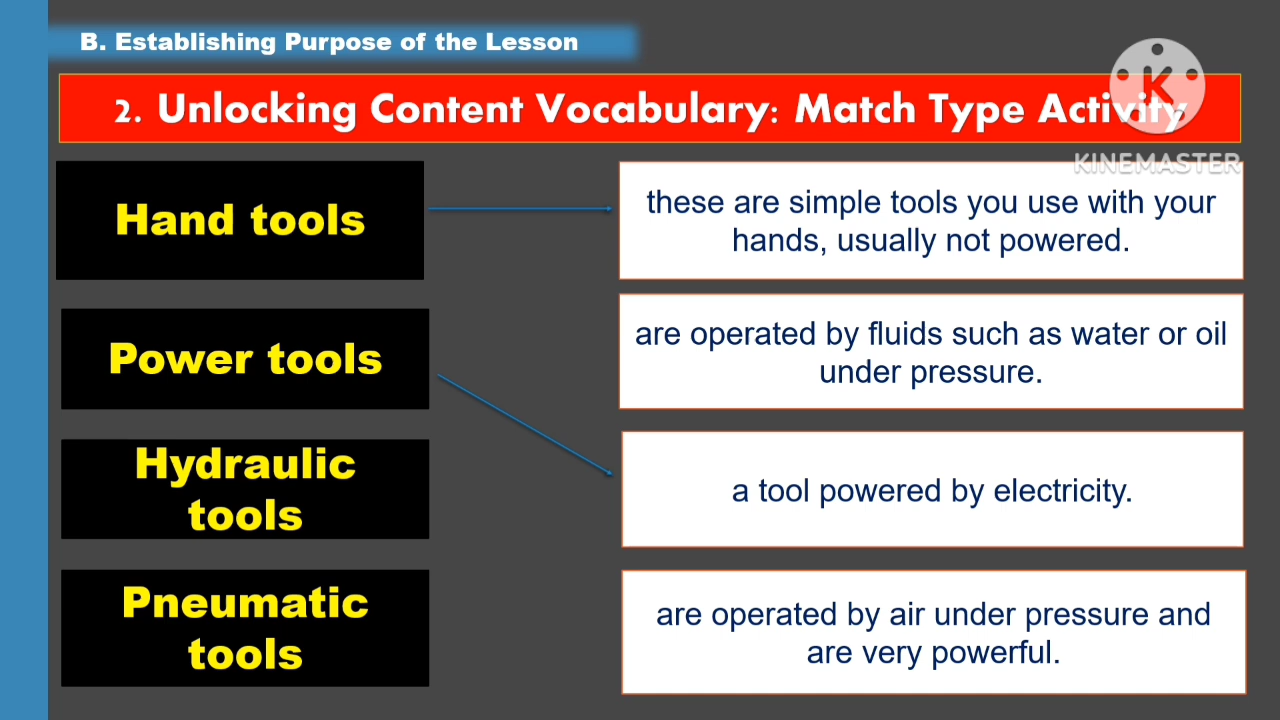 B. Establishing Purpose of the Lesson
2. Unlocking Content Vocabulary: Match Type Activity
KINEMASTER
Hand tools
these are simple tools you use with your
hands, usually not powered.
Power tools
are operated by fluids such as water or oil
under pressure.
Hydraulic
tools
a tool powered by electricity.
Pneumatic
tools
are operated by air under pressure and
are very powerful.